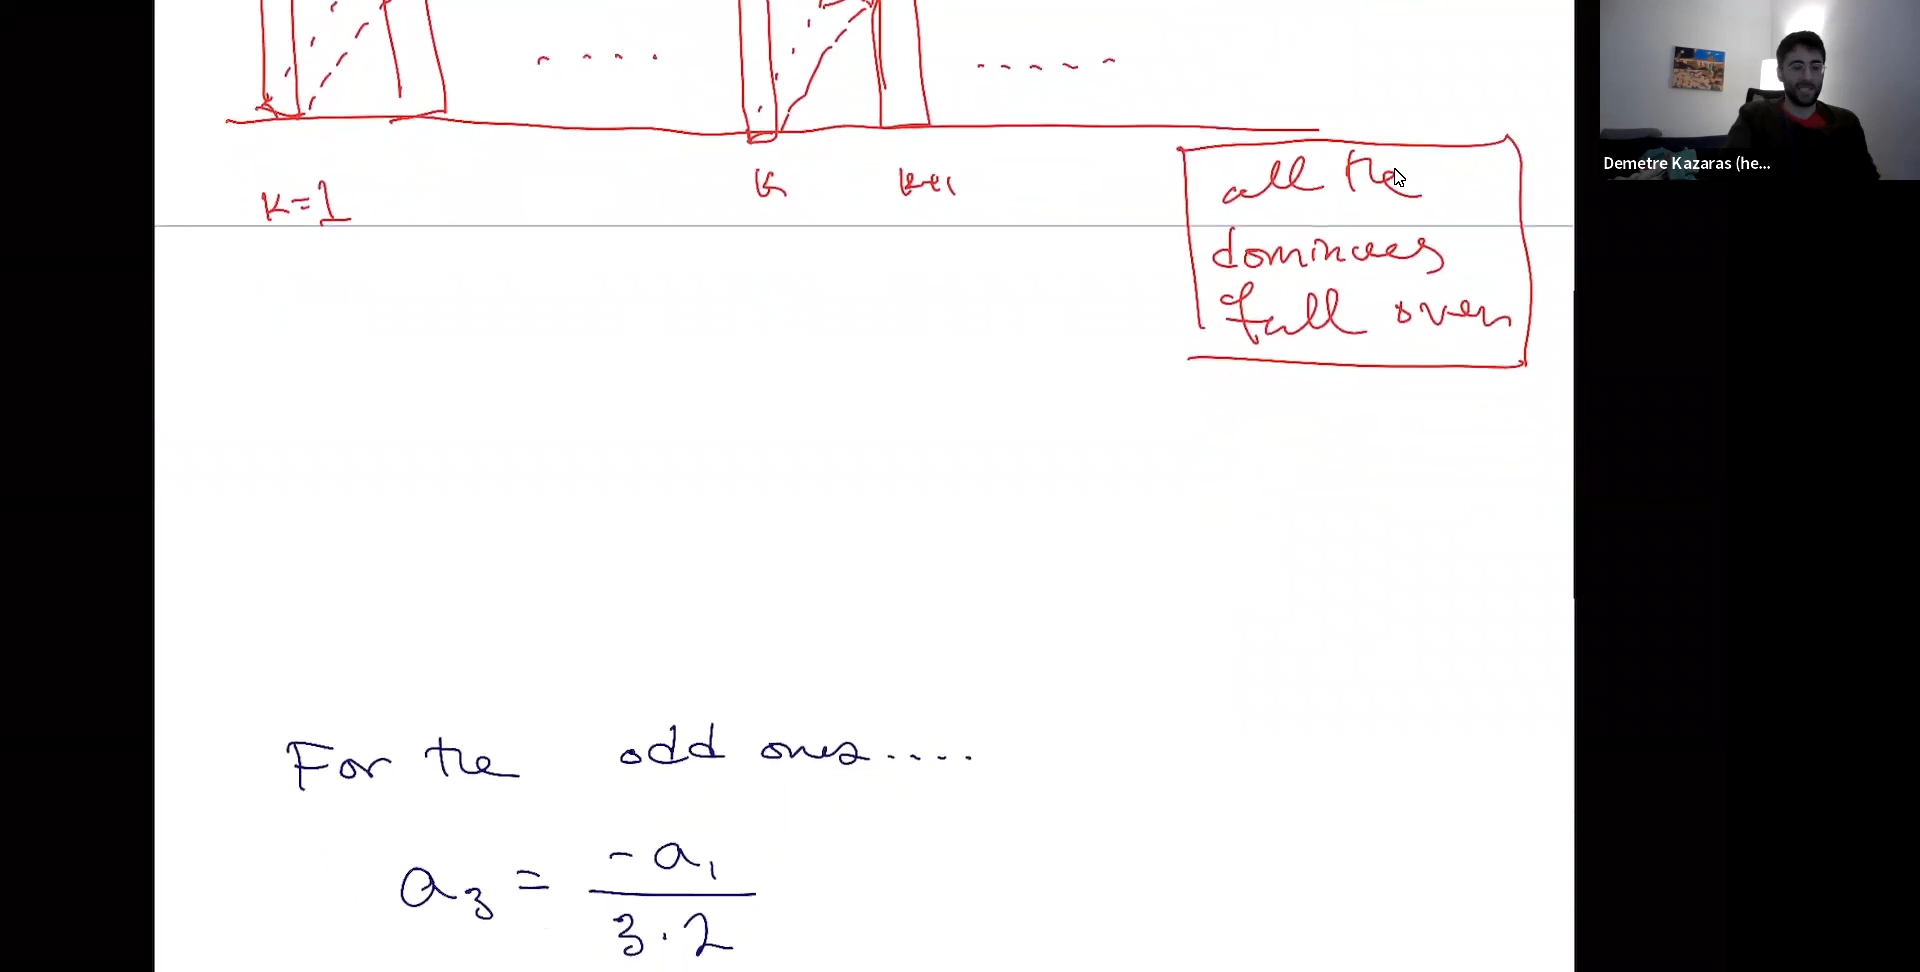 k=1
k
k+1
all the
dominoes
fall over
For the odd ones....
a₃ = -a₁
3.2
Demetre Kazaras (he...